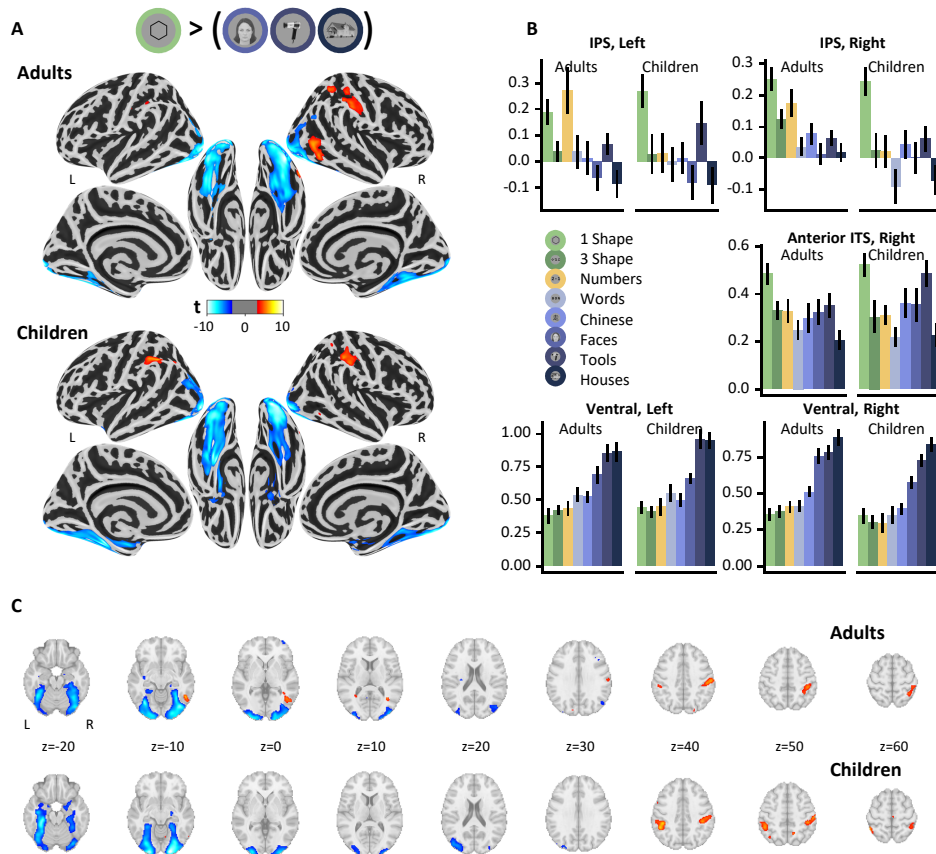 A
> ( )
Adults
L
R
t
-10 0 10
Children
L
R
B
IPS, Left
Adults Children
0.3
0.2
0.1
0.0
-0.1
IPS, Right
Adults Children
0.3
0.2
0.1
0.0
-0.1
1 Shape
3 Shape
Numbers
Words
Chinese
Faces
Tools
Houses
Anterior ITS, Right
Adults Children
0.6
0.4
0.2
0.0
Ventral, Left
Adults Children
1.00
0.75
0.50
0.25
0.00
Ventral, Right
Adults Children
0.75
0.50
0.25
0.00
C
Adults
L R
z=-20 z=-10 z=0 z=10 z=20 z=30 z=40 z=50 z=60
Children